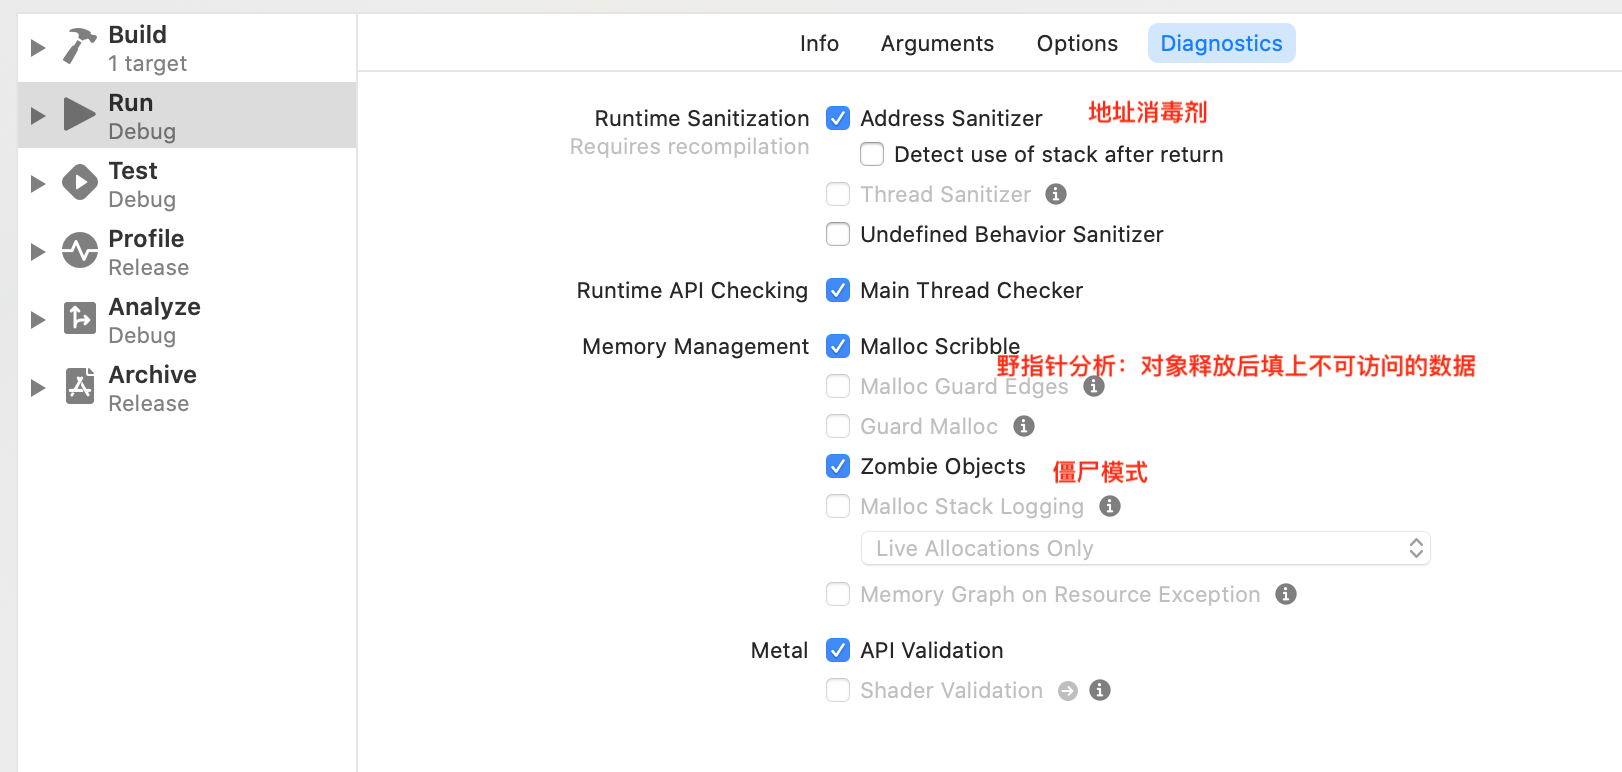 Build
1 target
Run
Debug
Test
Debug
Profile
Release
Analyze
Debug
Archive
Release
Info Arguments Options Diagnostics
Runtime Sanitization Address Sanitizer 地址消毒剂
Requires recompilation
Detect use of stack after return
Thread Sanitizer
Undefined Behavior Sanitizer
Runtime API Checking Main Thread Checker
Memory Management Malloc Scribble
野指针分析：对象释放后填上不可访问的数据
Malloc Guard Edges
Guard Malloc
Zombie Objects 僵尸模式
Malloc Stack Logging
Live Allocations Only
Memory Graph on Resource Exception
Metal API Validation
Shader Validation